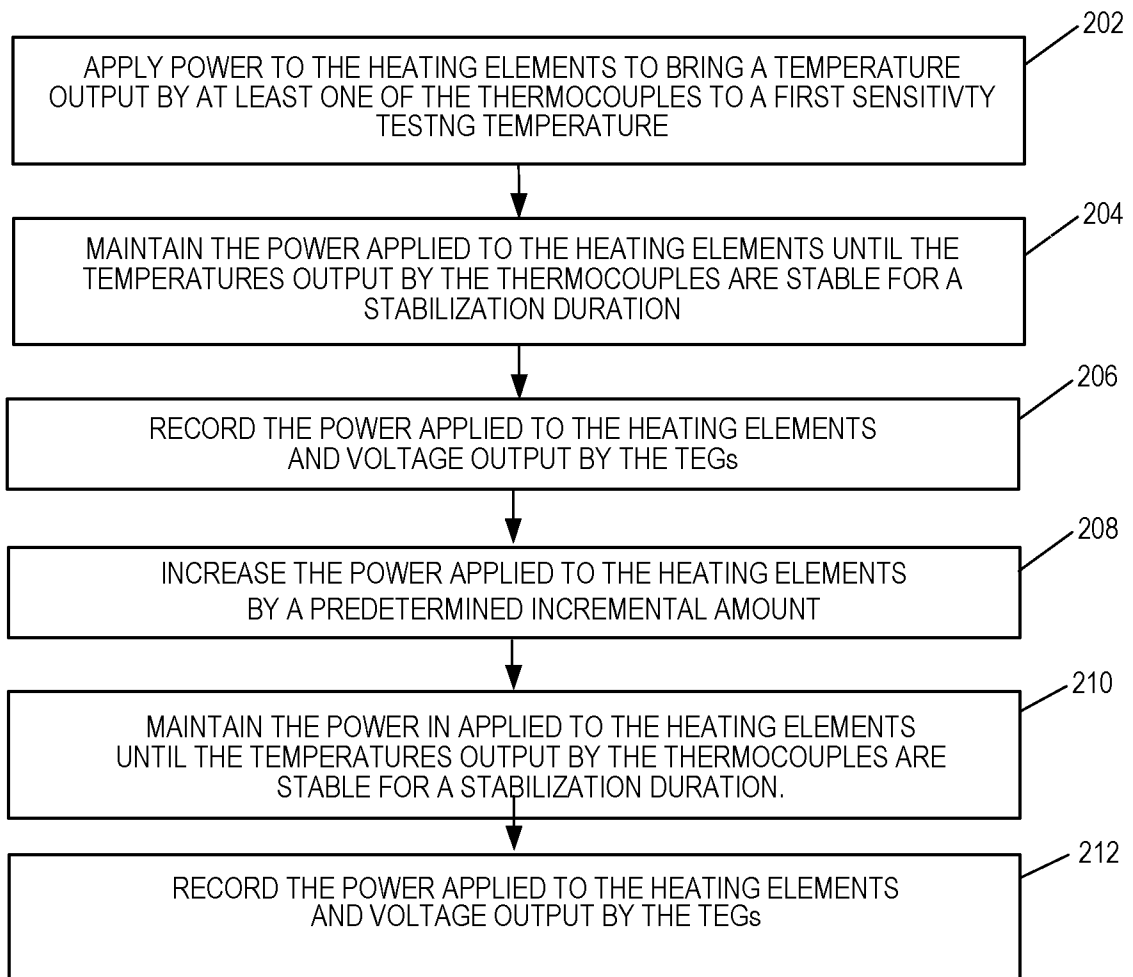 202
APPLY POWER TO THE HEATING ELEMENTS TO BRING A TEMPERATURE
OUTPUT BY AT LEAST ONE OF THE THERMOCOUPLES TO A FIRST SENSITIVTY
TESTNG TEMPERATURE
204
MAINTAIN THE POWER APPLIED TO THE HEATING ELEMENTS UNTIL THE
TEMPERATURES OUTPUT BY THE THERMOCOUPLES ARE STABLE FOR A
STABILIZATION DURATION
206
RECORD THE POWER APPLIED TO THE HEATING ELEMENTS
AND VOLTAGE OUTPUT BY THE TEGs
208
INCREASE THE POWER APPLIED TO THE HEATING ELEMENTS
BY A PREDETERMINED INCREMENTAL AMOUNT
210
MAINTAIN THE POWER IN APPLIED TO THE HEATING ELEMENTS
UNTIL THE TEMPERATURES OUTPUT BY THE THERMOCOUPLES ARE
STABLE FOR A STABILIZATION DURATION.
212
RECORD THE POWER APPLIED TO THE HEATING ELEMENTS
AND VOLTAGE OUTPUT BY THE TEGs